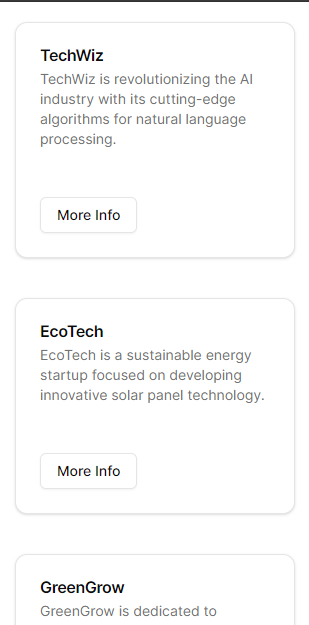 TechWiz
TechWiz is revolutionizing the AI
industry with its cutting-edge
algorithms for natural language
processing.
More Info
EcoTech
EcoTech is a sustainable energy
startup focused on developing
innovative solar panel technology.
More Info
GreenGrow
GreenGrow is dedicated to